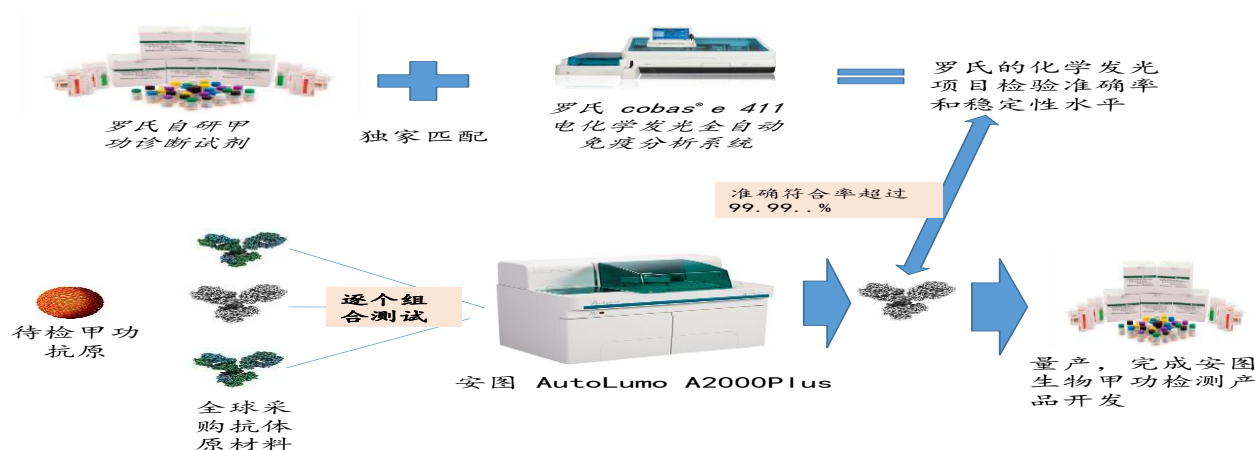 罗氏自研甲
功诊断试剂
独家匹配
罗氏 cobas® e 411
电化学发光全自动
免疫分析系统
罗氏的化学发光
项目检验准确率
和稳定性水平
准确符合率超过
99.99..%
待检甲功
抗原
逐个组
合测试
全球采
购抗体
原材料
安图 AutoLumo A2000Plus
量产，完成安图
生物甲功检测产
品开发